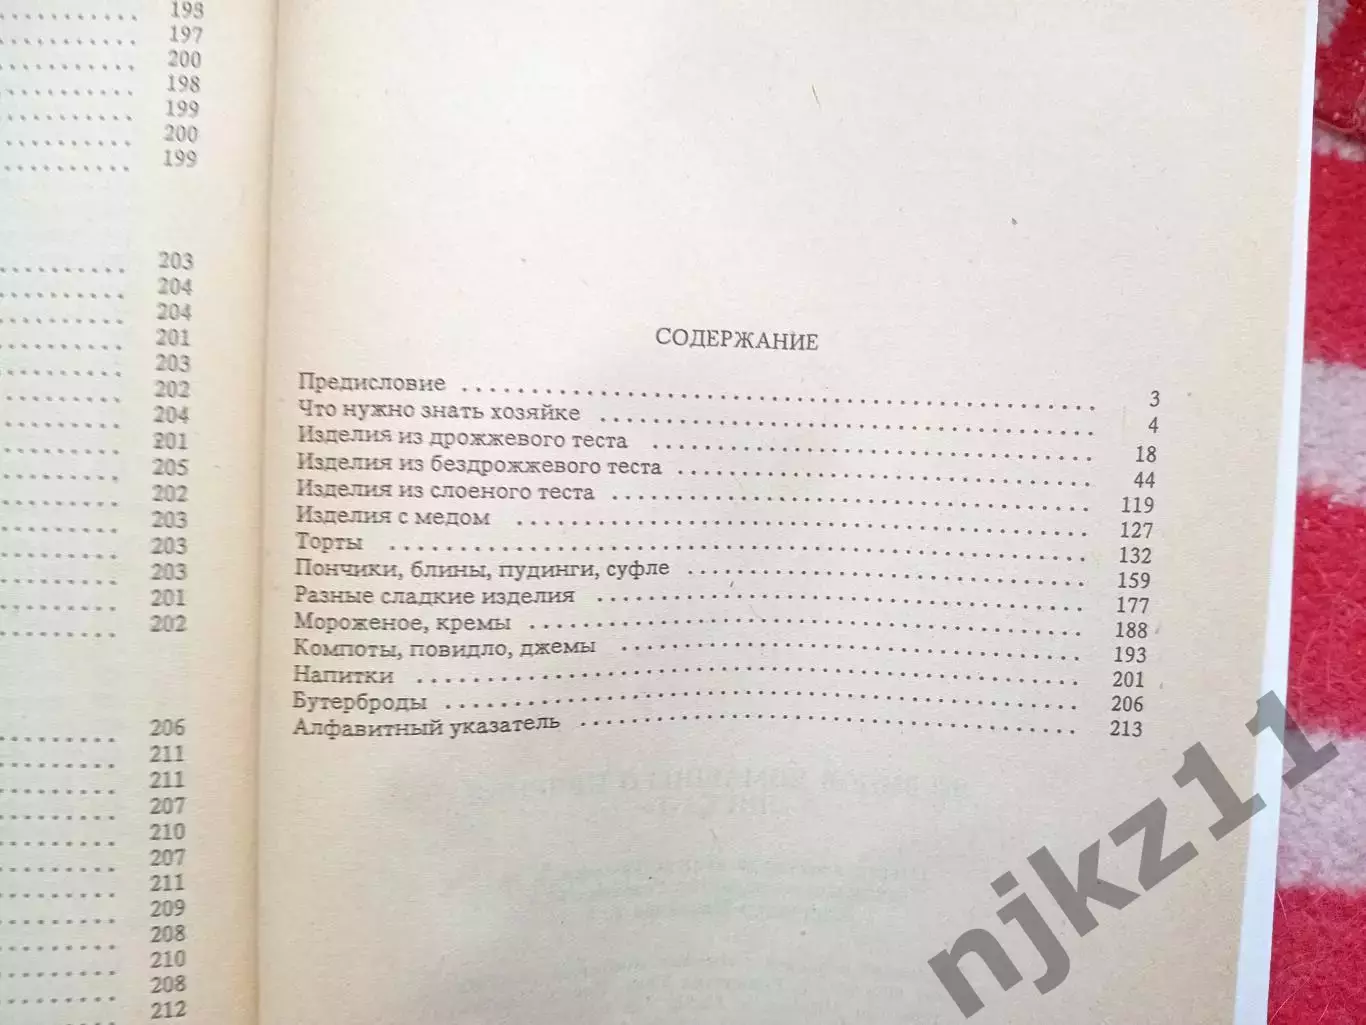 193
197
200
198
199
200
199
203
204
204
201
203
202
204
201
205
202
203
203
203
201
202
206
211
211
207
210
207
211
209
208
210
208
212
СОДЕРЖАНИЕ
Предисловие 3
Что нужно знать хозяйке 4
Изделия из дрожжевого теста 18
Изделия из бездрожжевого теста 44
Изделия из слоеного теста 119
Изделия с медом 127
Торты 132
Пончики, блины, пудинги, суфле 159
Разные сладкие изделия 177
Мороженое, кремы 188
Компоты, повидло, джемы 193
Напитки 201
Бутерброды 206
Алфавитный указатель 213
njkz11